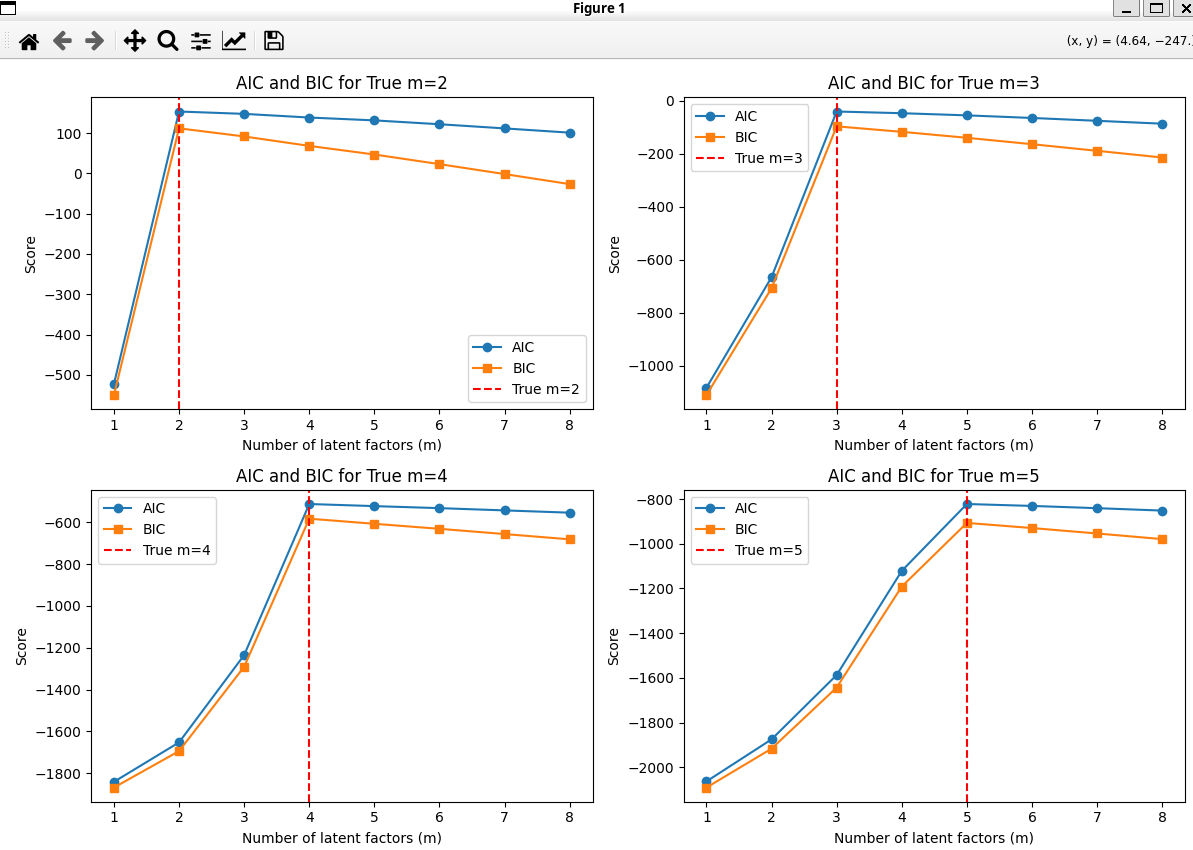 Figure 1
(x, y) = (4.64, −247.
AIC and BIC for True m=2
100
0
−100
−200
−300
−400
−500
Score
AIC
BIC
True m=2
1 2 3 4 5 6 7 8
Number of latent factors (m)
AIC and BIC for True m=3
0
−200
−400
−600
−800
−1000
Score
AIC
BIC
True m=3
1 2 3 4 5 6 7 8
Number of latent factors (m)
AIC and BIC for True m=4
−600
−800
−1000
−1200
−1400
−1600
−1800
Score
AIC
BIC
True m=4
1 2 3 4 5 6 7 8
Number of latent factors (m)
AIC and BIC for True m=5
−800
−1000
−1200
−1400
−1600
−1800
−2000
Score
AIC
BIC
True m=5
1 2 3 4 5 6 7 8
Number of latent factors (m)